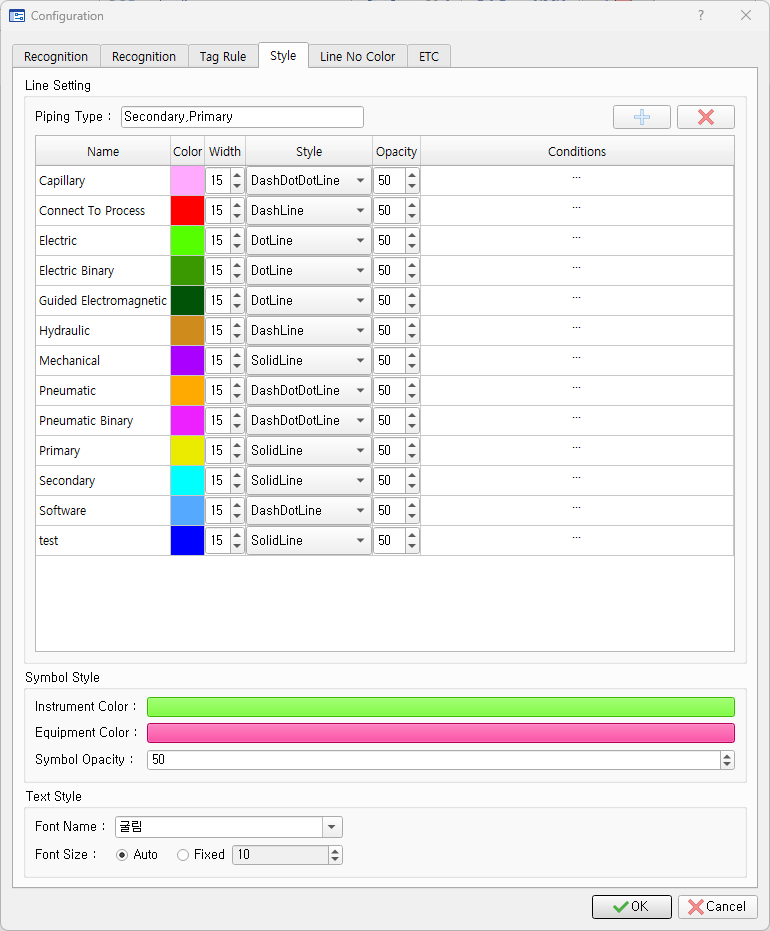 Configuration ?
Recognition Recognition Tag Rule Style Line No Color ETC
Line Setting
Piping Type : Secondary,Primary
Name Color Width Style Opacity Conditions
Capillary 15 DashDotDotLine 50 ...
Connect To Process 15 DashLine 50 ...
Electric 15 DotLine 50 ...
Electric Binary 15 DotLine 50 ...
Guided Electromagnetic 15 DotLine 50 ...
Hydraulic 15 DashLine 50 ...
Mechanical 15 SolidLine 50 ...
Pneumatic 15 DashDotDotLine 50 ...
Pneumatic Binary 15 DashDotDotLine 50 ...
Primary 15 SolidLine 50 ...
Secondary 15 SolidLine 50 ...
Software 15 DashDotLine 50 ...
test 15 SolidLine 50 ...
Symbol Style
Instrument Color :
Equipment Color :
Symbol Opacity : 50
Text Style
Font Name : 굴림
Font Size : Auto Fixed 10
OK Cancel